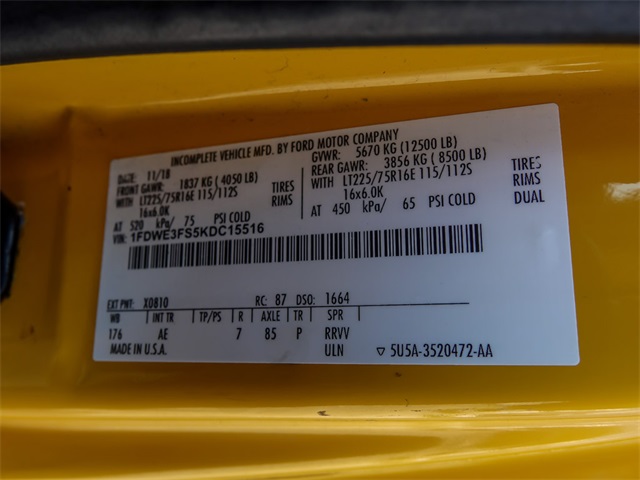 INCOMPLETE VEHICLE MFD. BY FORD MOTOR COMPANY
DATE: 11/18 GVWR: 5670 KG (12500 LB)
FRONT GAWR: 1837 KG ( 4050 LB) REAR GAWR: 3856 KG ( 8500 LB)
WITH LT225/75R16E 115/112S TIRES WITH LT225/75R16E 115/112S TIRES
16x6.0K RIMS 16x6.0K RIMS
AT 520 kPa/ 75 PSI COLD AT 450 kPa/ 65 PSI COLD DUAL
VIN: 1FDWE3FS5KDC15516
EXT PNT: X0810 RC: 87 DSO: 1664
WB INT TR TP/PS R AXLE TR SPR
176 AE 7 85 P RRVV
MADE IN U.S.A. ULN ▽ 5U5A-3520472-AA